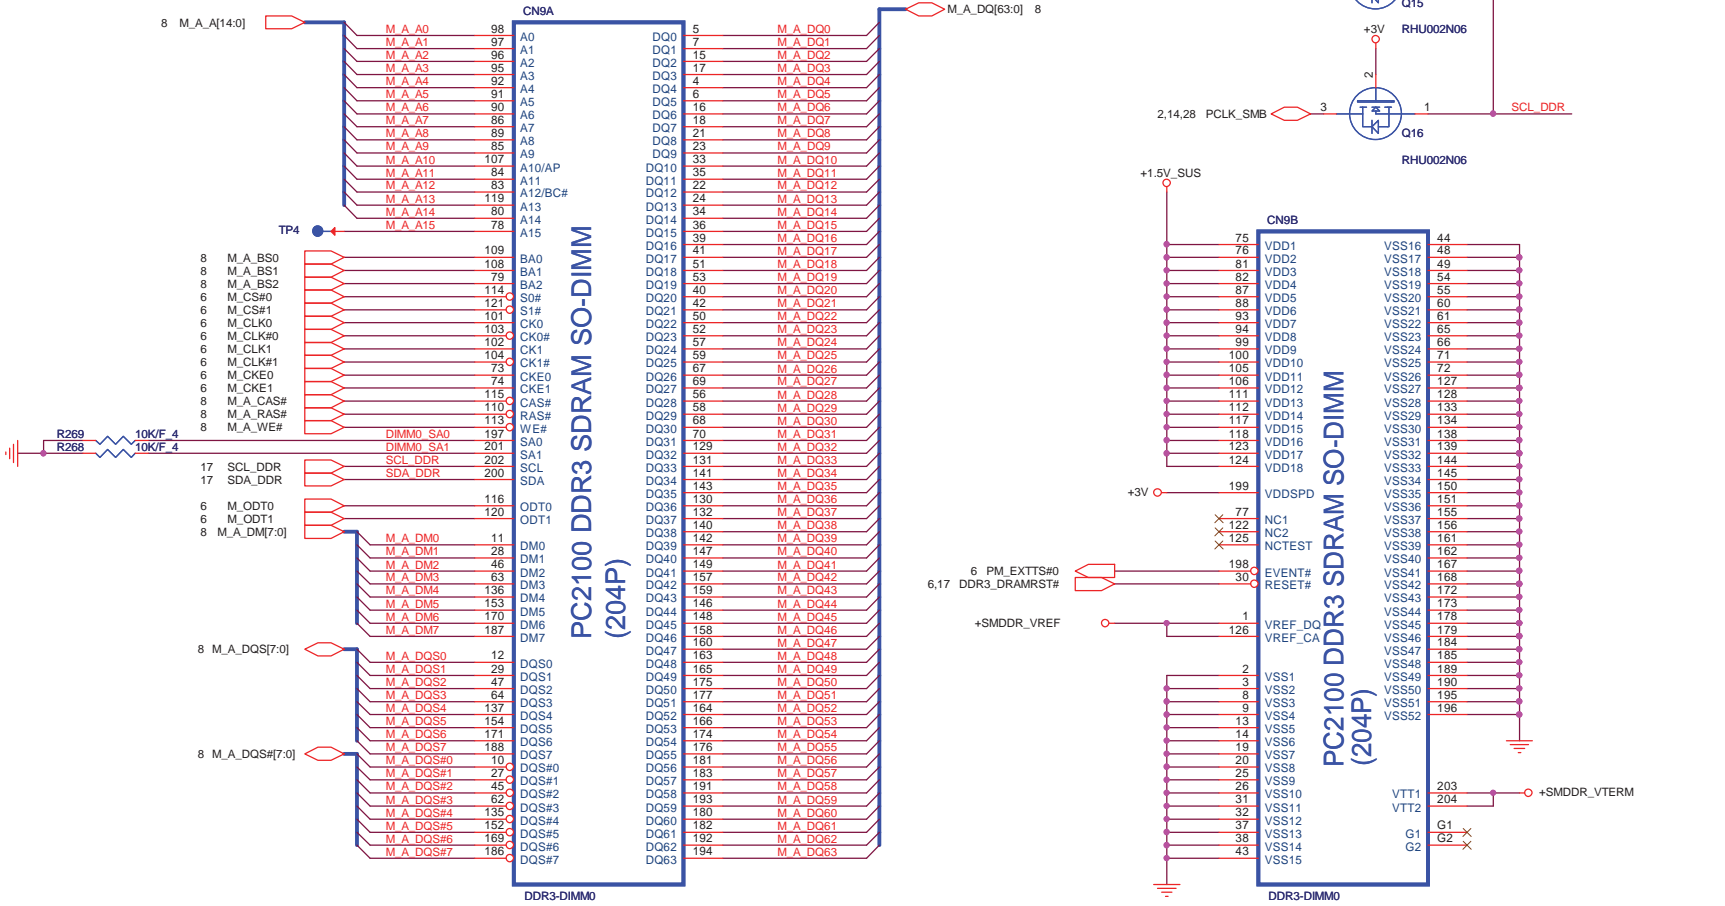 8 M_A_A[14:0]
CN9A
M_A_A0 98 A0
M_A_A1 97 A1
M_A_A2 96 A2
M_A_A3 95 A3
M_A_A4 92 A4
M_A_A5 91 A5
M_A_A6 90 A6
M_A_A7 86 A7
M_A_A8 89 A8
M_A_A9 85 A9
M_A_A10 107 A10/AP
M_A_A11 84 A11
M_A_A12 83 A12/BC#
M_A_A13 119 A13
M_A_A14 80 A14
TP4 M_A_A15 78 A15
8 M_A_BS0 109 BA0
8 M_A_BS1 108 BA1
8 M_A_BS2 79 BA2
6 M_CS#0 114 S0#
6 M_CS#1 121 S1#
6 M_CLK0 101 CK0
6 M_CLK#0 103 CK0#
6 M_CLK1 102 CK1
6 M_CLK#1 104 CK1#
6 M_CKE0 73 CKE0
6 M_CKE1 74 CKE1
8 M_A_CAS# 115 CAS#
8 M_A_RAS# 110 RAS#
8 M_A_WE# 113 WE#
R269 10K/F_4 DIMM0_SA0 197 SA0
R268 10K/F_4 DIMM0_SA1 201 SA1
17 SCL_DDR SCL_DDR 202 SCL
17 SDA_DDR SDA_DDR 200 SDA
6 M_ODT0 116 ODT0
6 M_ODT1 120 ODT1
8 M_A_DM[7:0]
M_A_DM0 11 DM0
M_A_DM1 28 DM1
M_A_DM2 46 DM2
M_A_DM3 63 DM3
M_A_DM4 136 DM4
M_A_DM5 153 DM5
M_A_DM6 170 DM6
M_A_DM7 187 DM7
8 M_A_DQS[7:0]
M_A_DQS0 12 DQS0
M_A_DQS1 29 DQS1
M_A_DQS2 47 DQS2
M_A_DQS3 64 DQS3
M_A_DQS4 137 DQS4
M_A_DQS5 154 DQS5
M_A_DQS6 171 DQS6
M_A_DQS7 188 DQS7
8 M_A_DQS#[7:0]
M_A_DQS#0 10 DQS#0
M_A_DQS#1 27 DQS#1
M_A_DQS#2 45 DQS#2
M_A_DQS#3 62 DQS#3
M_A_DQS#4 135 DQS#4
M_A_DQS#5 152 DQS#5
M_A_DQS#6 169 DQS#6
M_A_DQS#7 186 DQS#7
PC2100 DDR3 SDRAM SO-DIMM
(204P)
DDR3-DIMM0
M_A_DQ[63:0] 8
DQ0 5 M_A_DQ0
DQ1 7 M_A_DQ1
DQ2 15 M_A_DQ2
DQ3 17 M_A_DQ3
DQ4 4 M_A_DQ4
DQ5 6 M_A_DQ5
DQ6 16 M_A_DQ6
DQ7 18 M_A_DQ7
DQ8 21 M_A_DQ8
DQ9 23 M_A_DQ9
DQ10 33 M_A_DQ10
DQ11 35 M_A_DQ11
DQ12 22 M_A_DQ12
DQ13 24 M_A_DQ13
DQ14 34 M_A_DQ14
DQ15 36 M_A_DQ15
DQ16 39 M_A_DQ16
DQ17 41 M_A_DQ17
DQ18 51 M_A_DQ18
DQ19 53 M_A_DQ19
DQ20 40 M_A_DQ20
DQ21 42 M_A_DQ21
DQ22 50 M_A_DQ22
DQ23 52 M_A_DQ23
DQ24 57 M_A_DQ24
DQ25 59 M_A_DQ25
DQ26 67 M_A_DQ26
DQ27 69 M_A_DQ27
DQ28 56 M_A_DQ28
DQ29 58 M_A_DQ29
DQ30 68 M_A_DQ30
DQ31 70 M_A_DQ31
DQ32 129 M_A_DQ32
DQ33 131 M_A_DQ33
DQ34 141 M_A_DQ34
DQ35 143 M_A_DQ35
DQ36 130 M_A_DQ36
DQ37 132 M_A_DQ37
DQ38 140 M_A_DQ38
DQ39 142 M_A_DQ39
DQ40 147 M_A_DQ40
DQ41 149 M_A_DQ41
DQ42 157 M_A_DQ42
DQ43 159 M_A_DQ43
DQ44 146 M_A_DQ44
DQ45 148 M_A_DQ45
DQ46 158 M_A_DQ46
DQ47 160 M_A_DQ47
DQ48 163 M_A_DQ48
DQ49 165 M_A_DQ49
DQ50 175 M_A_DQ50
DQ51 177 M_A_DQ51
DQ52 164 M_A_DQ52
DQ53 166 M_A_DQ53
DQ54 174 M_A_DQ54
DQ55 176 M_A_DQ55
DQ56 181 M_A_DQ56
DQ57 183 M_A_DQ57
DQ58 191 M_A_DQ58
DQ59 193 M_A_DQ59
DQ60 180 M_A_DQ60
DQ61 182 M_A_DQ61
DQ62 192 M_A_DQ62
DQ63 194 M_A_DQ63
Q15
RHU002N06
+3V
2
2,14,28 PCLK_SMB 3 1 SCL_DDR
Q16
RHU002N06
+1.5V_SUS
CN9B
75 VDD1
76 VDD2
81 VDD3
82 VDD4
87 VDD5
88 VDD6
93 VDD7
94 VDD8
99 VDD9
100 VDD10
105 VDD11
106 VDD12
111 VDD13
112 VDD14
117 VDD15
118 VDD16
123 VDD17
124 VDD18
+3V 199 VDDSPD
77 NC1
122 NC2
125 NCTEST
6 PM_EXTTS#0 198 EVENT#
6,17 DDR3_DRAMRST# 30 RESET#
+SMDDR_VREF 1 VREF_DQ
126 VREF_CA
2 VSS1
3 VSS2
8 VSS3
9 VSS4
13 VSS5
14 VSS6
19 VSS7
20 VSS8
25 VSS9
26 VSS10
31 VSS11
32 VSS12
37 VSS13
38 VSS14
43 VSS15
PC2100 DDR3 SDRAM SO-DIMM
(204P)
VSS16 44
VSS17 48
VSS18 49
VSS19 54
VSS20 55
VSS21 60
VSS22 61
VSS23 65
VSS24 66
VSS25 71
VSS26 72
VSS27 127
VSS28 128
VSS29 133
VSS30 134
VSS31 138
VSS32 139
VSS33 144
VSS34 145
VSS35 150
VSS36 151
VSS37 155
VSS38 156
VSS39 161
VSS40 162
VSS41 167
VSS42 168
VSS43 172
VSS44 173
VSS45 178
VSS46 179
VSS47 184
VSS48 185
VSS49 189
VSS50 190
VSS51 195
VSS52 196
VTT1 203 +SMDDR_VTERM
VTT2 204
G1 G1
G2 G2
DDR3-DIMM0